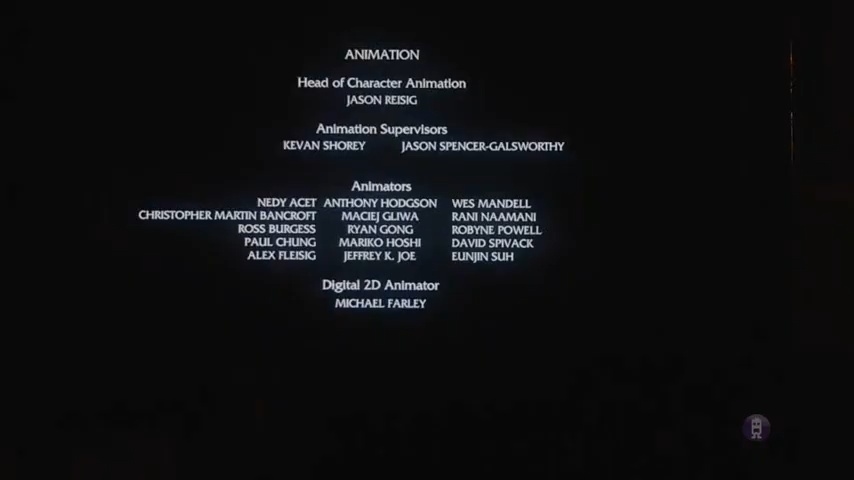 ANIMATION
Head of Character Animation
JASON REISIG
Animation Supervisors
KEVAN SHOREY JASON SPENCER-GALSWORTHY
Animators
NEDY ACET ANTHONY HODGSON WES MANDELL
CHRISTOPHER MARTIN BANCROFT MACIEJ GLIWA RANI NAAMANI
ROSS BURGESS RYAN GONG ROBYNE POWELL
PAUL CHUNG MARIKO HOSHI DAVID SPIVACK
ALEX FLEISIG JEFFREY K. JOE EUNJIN SUH
Digital 2D Animator
MICHAEL FARLEY